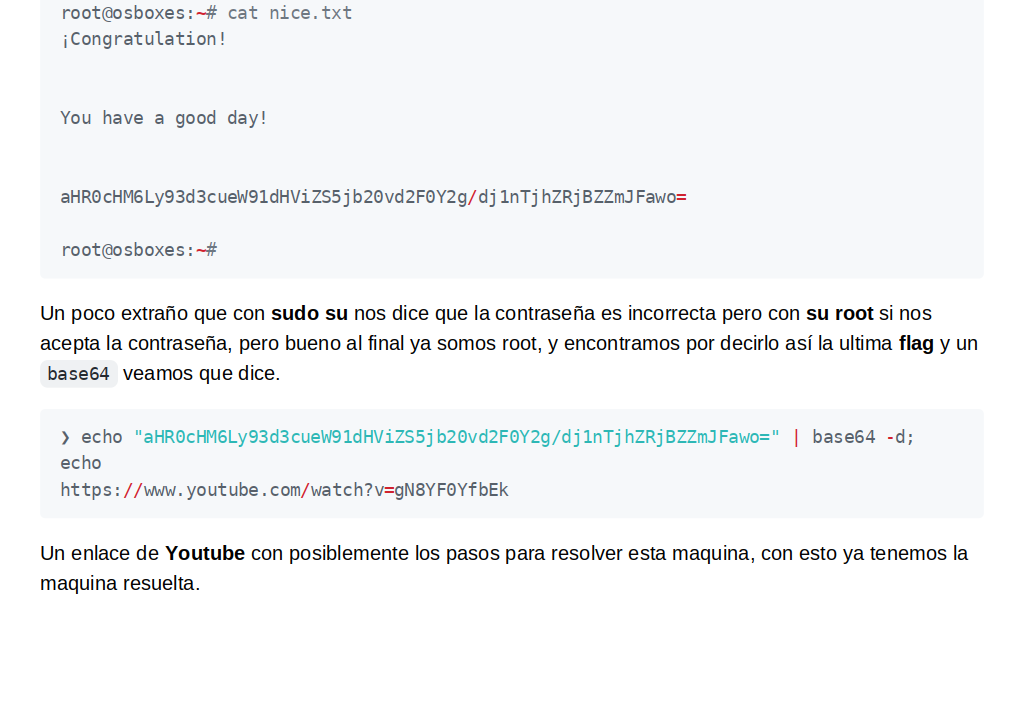 root@osboxes:~# cat nice.txt
¡Congratulation!
You have a good day!
aHR0cHM6Ly93d3cueW91dHViZS5jb20vd2F0Y2g/dj1nTjhZRjBZZmJFawo=
root@osboxes:~#
Un poco extraño que con sudo su nos dice que la contraseña es incorrecta pero con su root si nos
acepta la contraseña, pero bueno al final ya somos root, y encontramos por decirlo así la ultima flag y un
base64 veamos que dice.
❯ echo "aHR0cHM6Ly93d3cueW91dHViZS5jb20vd2F0Y2g/dj1nTjhZRjBZZmJFawo=" | base64 -d;
echo
https://www.youtube.com/watch?v=gN8YF0YfbEk
Un enlace de Youtube con posiblemente los pasos para resolver esta maquina, con esto ya tenemos la
maquina resuelta.